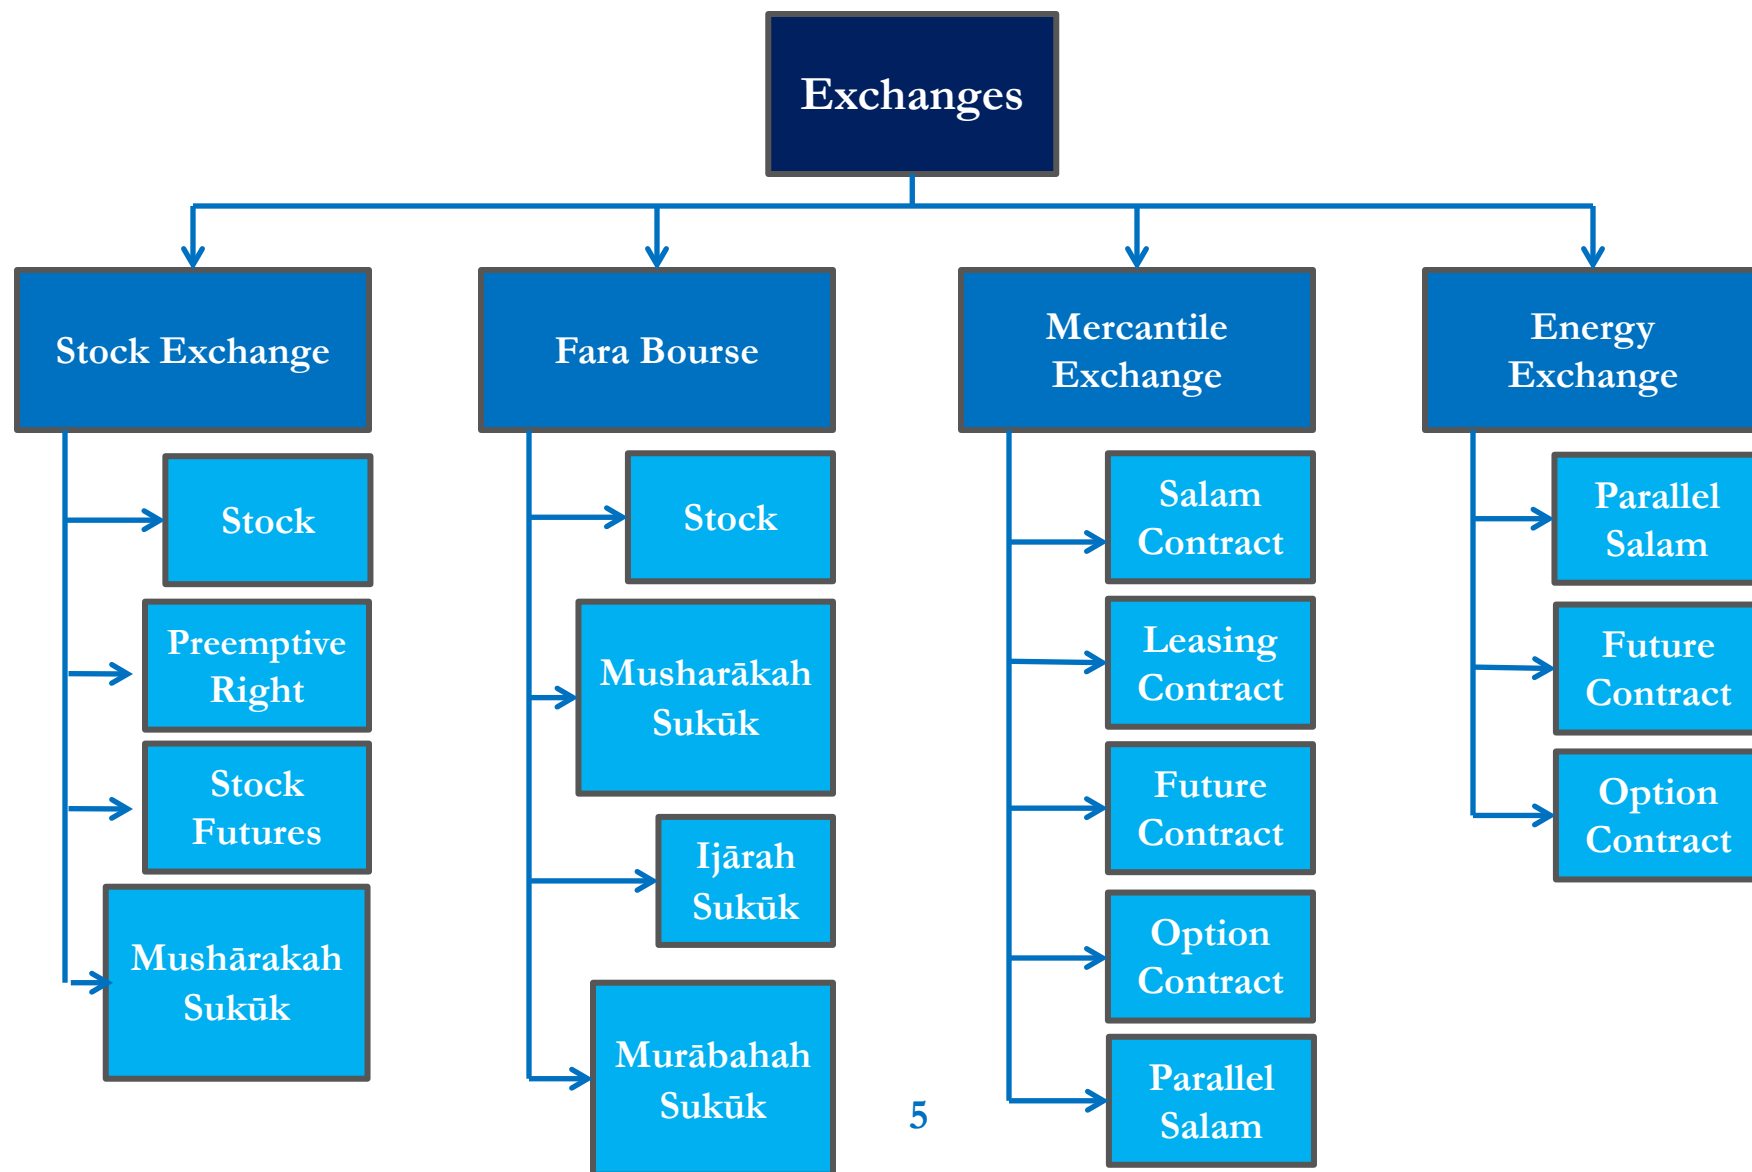 Exchanges
Stock Exchange
Stock
Preemptive
Right
Stock
Futures
Mushārakah
Sukūk
Fara Bourse
Stock
Musharākah
Sukūk
Ijārah
Sukūk
Murābahah
Sukūk
Mercantile
Exchange
Salam
Contract
Leasing
Contract
Future
Contract
Option
Contract
Parallel
Salam
Energy
Exchange
Parallel
Salam
Future
Contract
Option
Contract
5